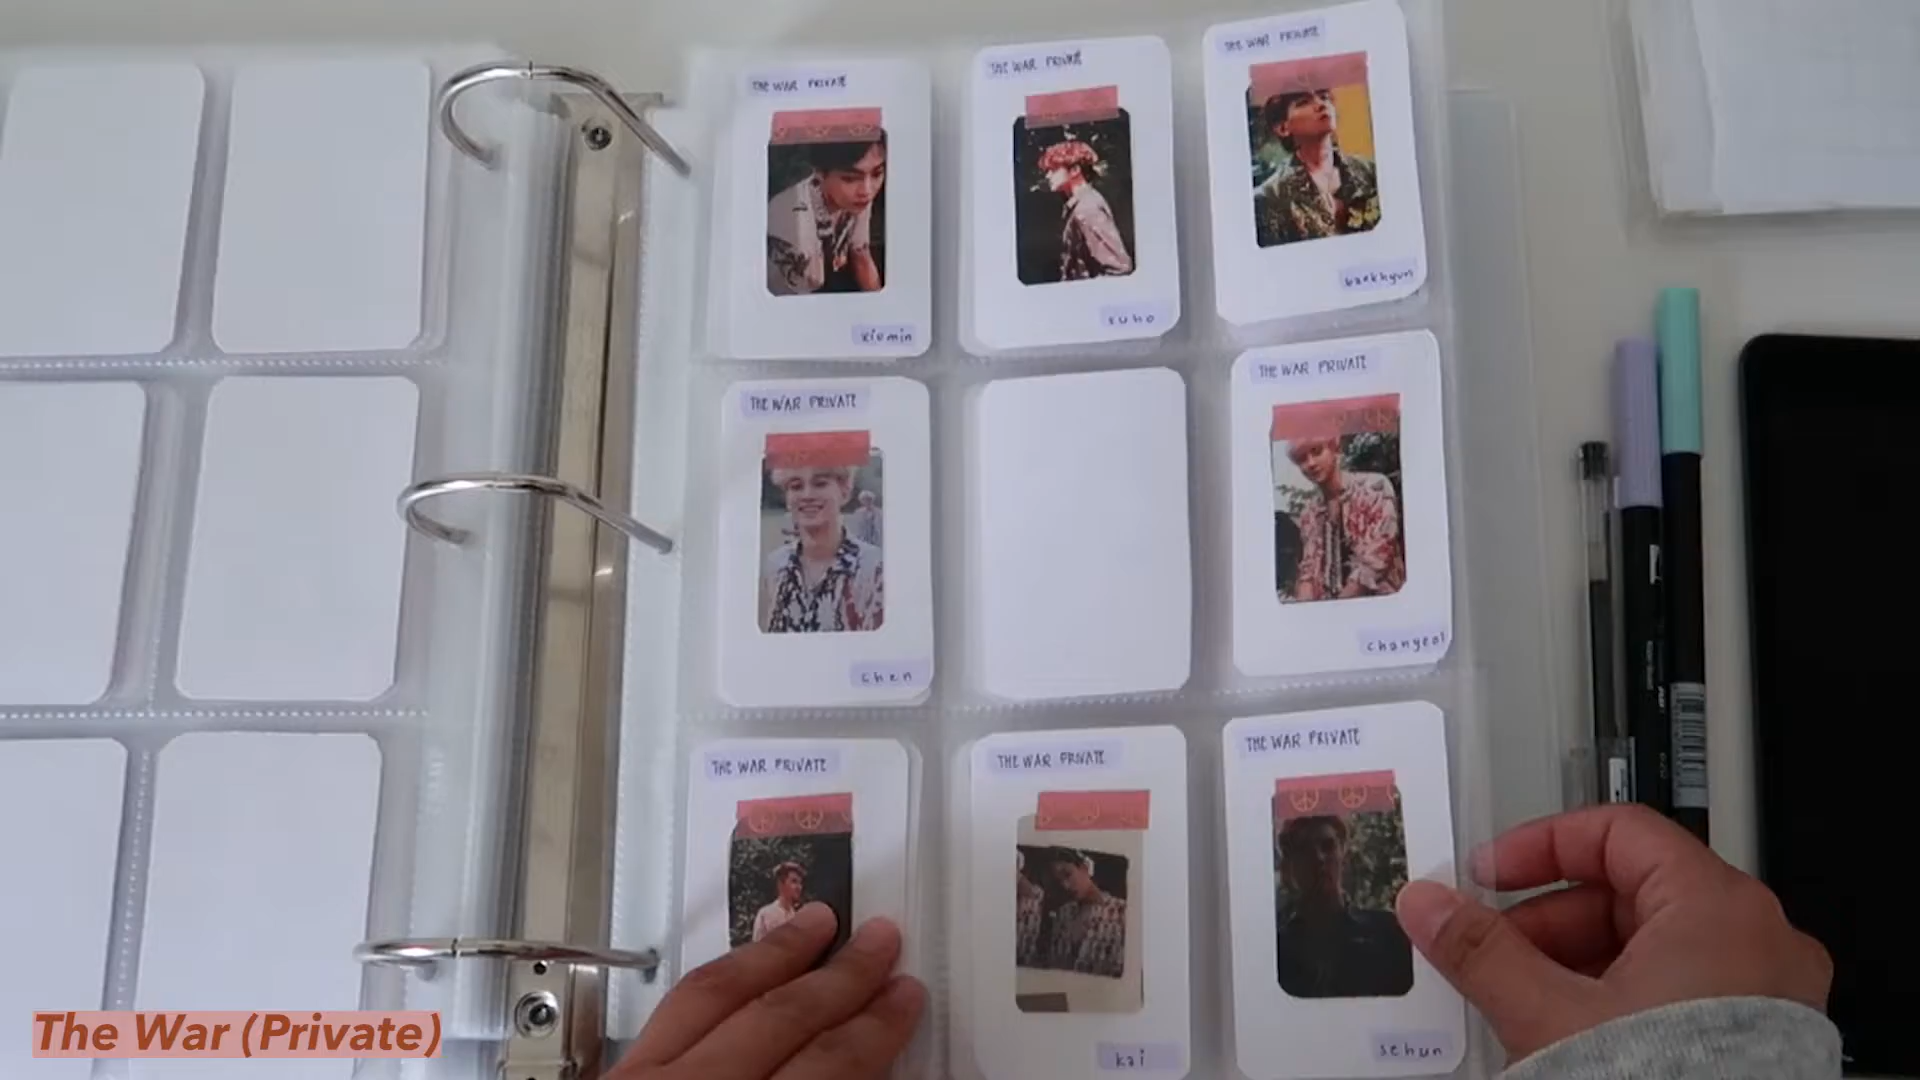 THE WAR PRIVATE
xiumin
THE WAR PRIVATE
suho
THE WAR PRIVATE
baekhyun
THE WAR PRIVATE
chen
THE WAR PRIVATE
chanyeol
THE WAR PRIVATE
THE WAR PRIVATE
kai
THE WAR PRIVATE
sehun
The War (Private)